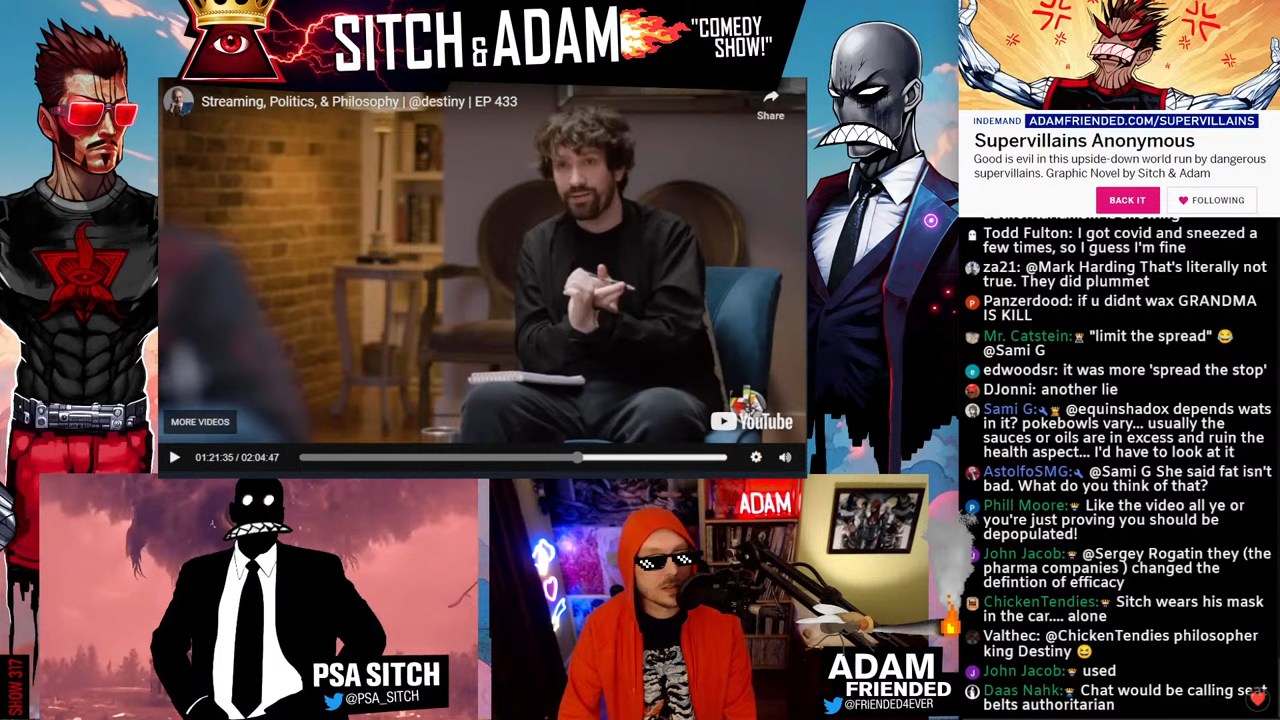 SITCH & ADAM
"COMEDY
SHOW!"
Streaming, Politics, & Philosophy | @destiny | EP 433
Share
MORE VIDEOS
YouTube
01:21:35 / 02:04:47
ADAM
PSA SITCH
@PSA_SITCH
ADAM
FRIENDED
@FRIENDED4EVER
SHOW 317
INDEMAND ADAMFRIENDED.COM/SUPERVILLAINS
Supervillains Anonymous
Good is evil in this upside-down world run by dangerous
supervillains. Graphic Novel by Sitch & Adam
BACK IT
FOLLOWING
Todd Fulton: I got covid and sneezed a
few times, so I guess I'm fine
za21: @Mark Harding That's literally not
true. They did plummet
Panzerdood: if u didnt wax GRANDMA
IS KILL
Mr. Catstein: "limit the spread" 😂
@Sami G
edwoodsr: it was more 'spread the stop'
DJonni: another lie
Sami G: @equinshadox depends wats
in it? pokebowls vary... usually the
sauces or oils are in excess and ruin the
health aspect... I'd have to look at it
AstolfoSMG: @Sami G She said fat isn't
bad. What do you think of that?
Phill Moore: Like the video all ye or
you're just proving you should be
depopulated!
John Jacob: @Sergey Rogatin they (the
pharma companies ) changed the
defintion of efficacy
ChickenTendies: Sitch wears his mask
in the car.... alone
Valthec: @ChickenTendies philosopher
king Destiny 😆
John Jacob: used
Daas Nahk: Chat would be calling seat
belts authoritarian